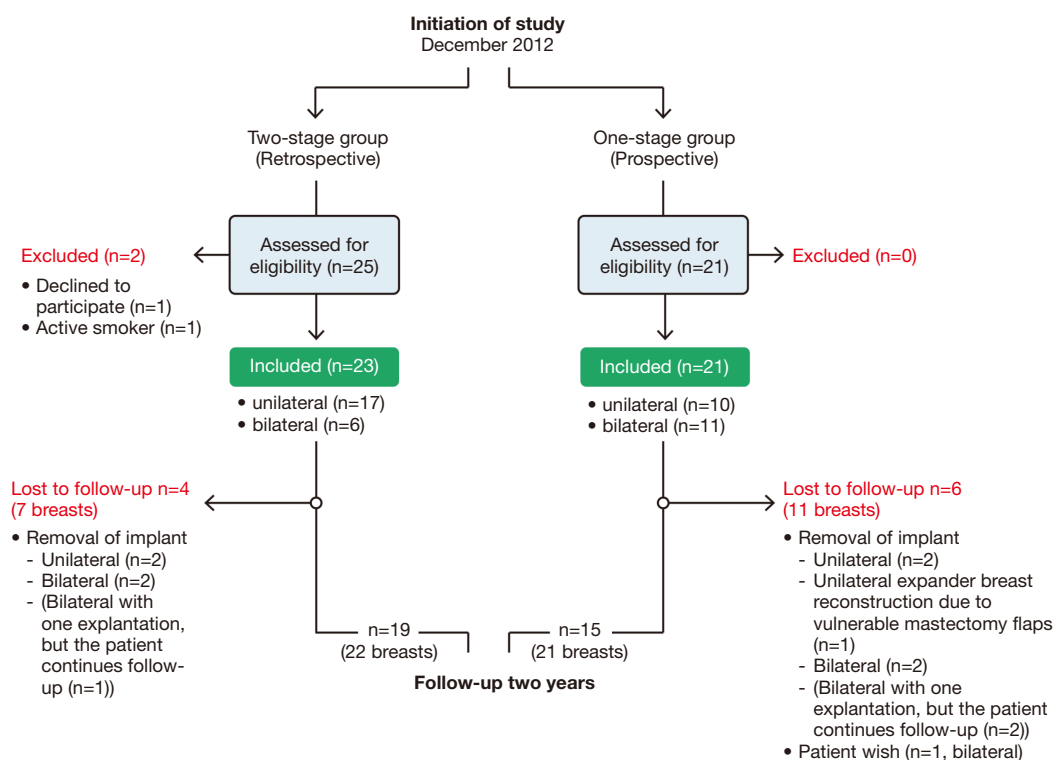 Initiation of study
December 2012
Two-stage group
(Retrospective)
One-stage group
(Prospective)
Excluded (n=2)
• Declined to
participate (n=1)
• Active smoker (n=1)
Assessed for
eligibility (n=25)
Assessed for
eligibility (n=21)
Excluded (n=0)
Included (n=23)
• unilateral (n=17)
• bilateral (n=6)
Included (n=21)
• unilateral (n=10)
• bilateral (n=11)
Lost to follow-up n=4
(7 breasts)
• Removal of implant
- Unilateral (n=2)
- Bilateral (n=2)
- (Bilateral with
one explantation,
but the patient
continues follow-
up (n=1))
Lost to follow-up n=6
(11 breasts)
• Removal of implant
- Unilateral (n=2)
- Unilateral expander breast
reconstruction due to
vulnerable mastectomy flaps
(n=1)
- Bilateral (n=2)
- (Bilateral with one
explantation, but the patient
continues follow-up (n=2))
• Patient wish (n=1, bilateral)
n=19
(22 breasts)
n=15
(21 breasts)
Follow-up two years